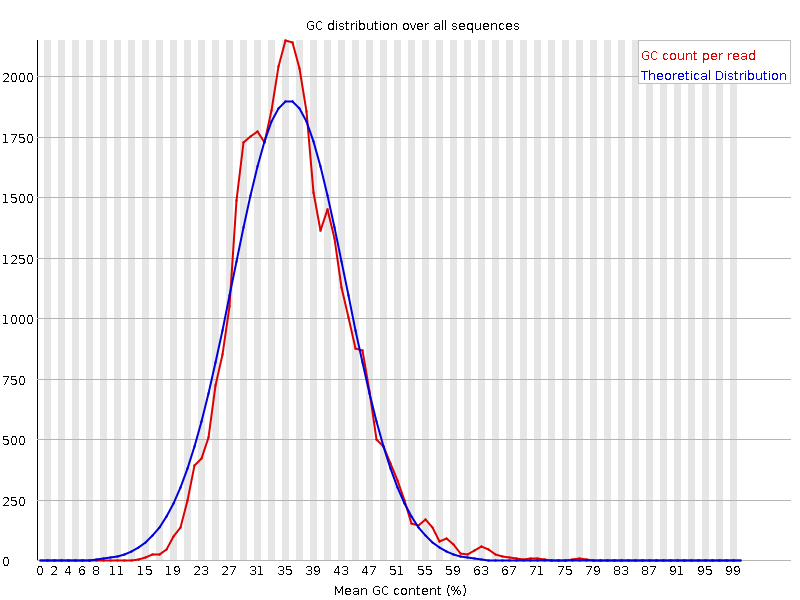 GC distribution over all sequences
GC count per read
Theoretical Distribution
2000
1750
1500
1250
1000
750
500
250
0
0 2 4 6 8 11 15 19 23 27 31 35 39 43 47 51 55 59 63 67 71 75 79 83 87 91 95 99
Mean GC content (%)